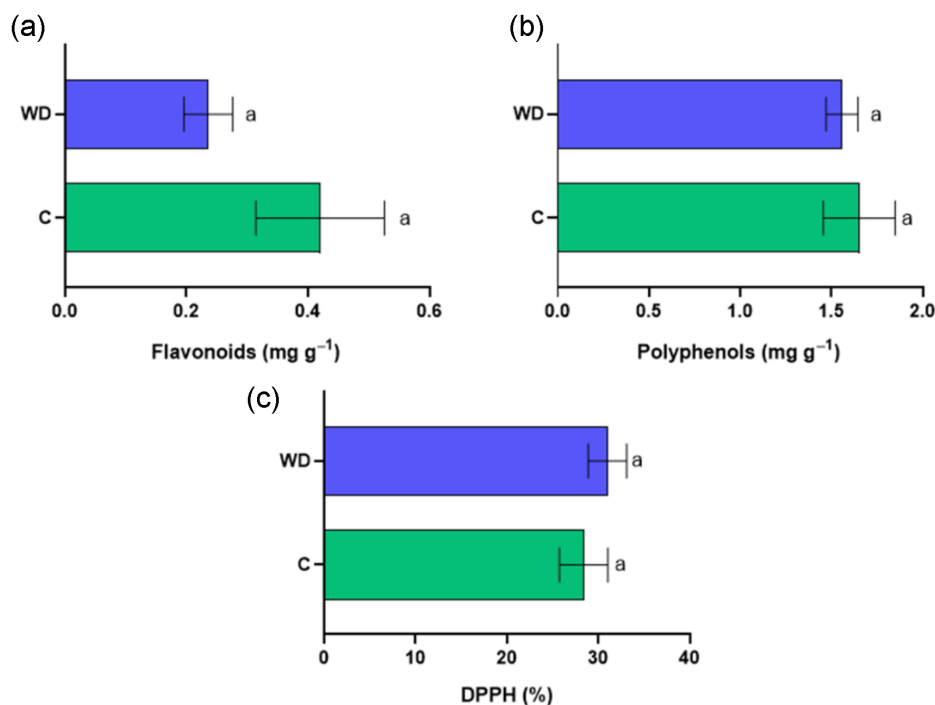 (a)
WD
a
C
a
0.0 0.2 0.4 0.6
Flavonoids (mg g⁻¹)
(b)
WD
a
C
a
0.0 0.5 1.0 1.5 2.0
Polyphenols (mg g⁻¹)
(c)
WD
a
C
a
0 10 20 30 40
DPPH (%)